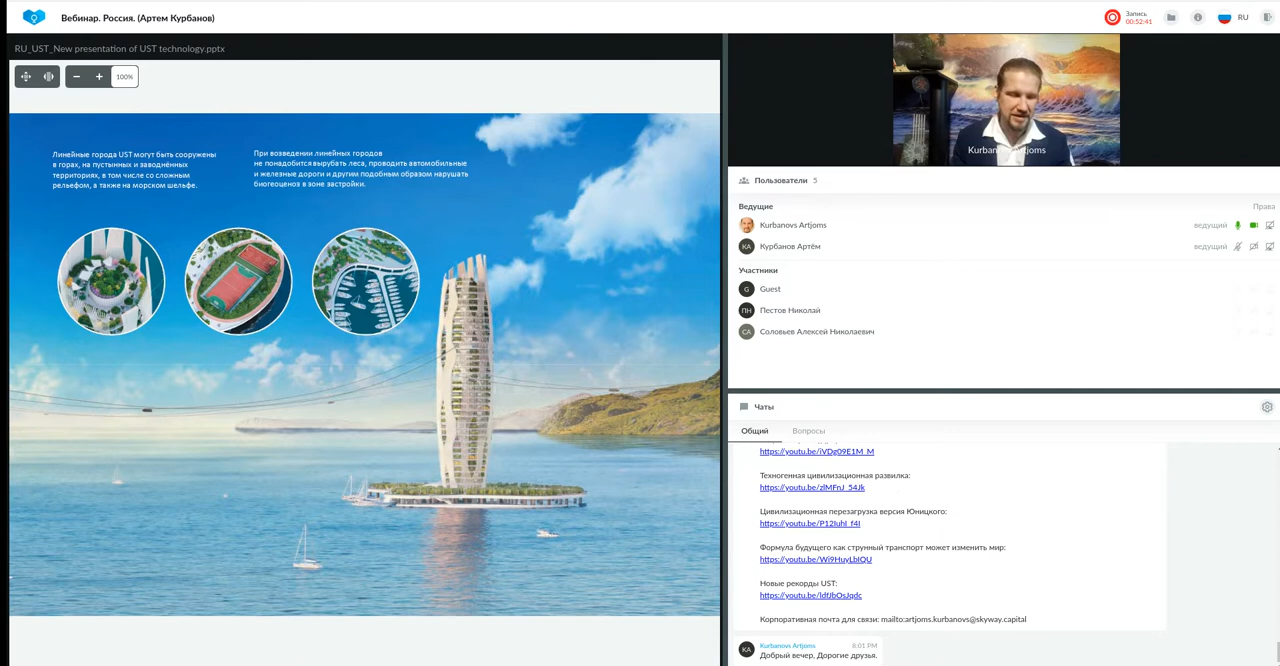 Вебинар. Россия. (Артем Курбанов)
Запись
00:52:41
RU
RU_UST_New presentation of UST technology.pptx
100%
Линейные города UST могут быть сооружены
в горах, на пустынных и заводнённых
территориях, в том числе со сложным
рельефом, а также на морском шельфе.
При возведении линейных городов
не понадобится вырубать леса, проводить автомобильные
и железные дороги и другим подобным образом нарушать
биогеоценоз в зоне застройки.
Пользователи 5
Ведущие
Права
Kurbanovs Artjoms
ведущий
КА
Курбанов Артём
ведущий
Участники
G
Guest
ПН
Пестов Николай
СА
Соловьев Алексей Николаевич
Чаты
Общий
Вопросы
https://youtu.be/iVDg09E1M_M
Техногенная цивилизационная развилка:
https://youtu.be/zlMFnJ_54Jk
Цивилизационная перезагрузка версия Юницкого:
https://youtu.be/P12IuhI_f4I
Формула будущего как струнный транспорт может изменить мир:
https://youtu.be/Wi9HuyLbIQU
Новые рекорды UST:
https://youtu.be/ldfJbOsJqdc
Корпоративная почта для связи: mailto:artjoms.kurbanovs@skyway.capital
KA
Kurbanovs Artjoms
8:01 PM
Добрый вечер, Дорогие друзья.